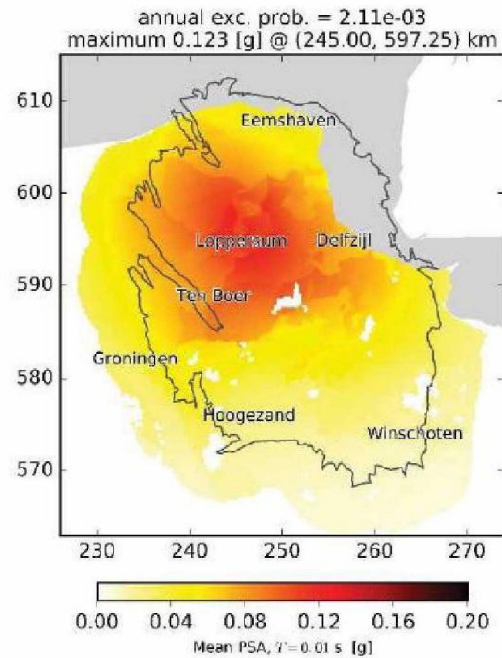 annual exc. prob. = 2.11e-03
maximum 0.123 [g] @ (245.00, 597.25) km
610
Eemshaven
600
Loppersum Delfzijl
590
Ten Boer
Groningen
580
Hoogezand
Winschoten
570
230 240 250 260 270
0.00 0.04 0.08 0.12 0.16 0.20
Mean PSA, T = 0.01 s [g]